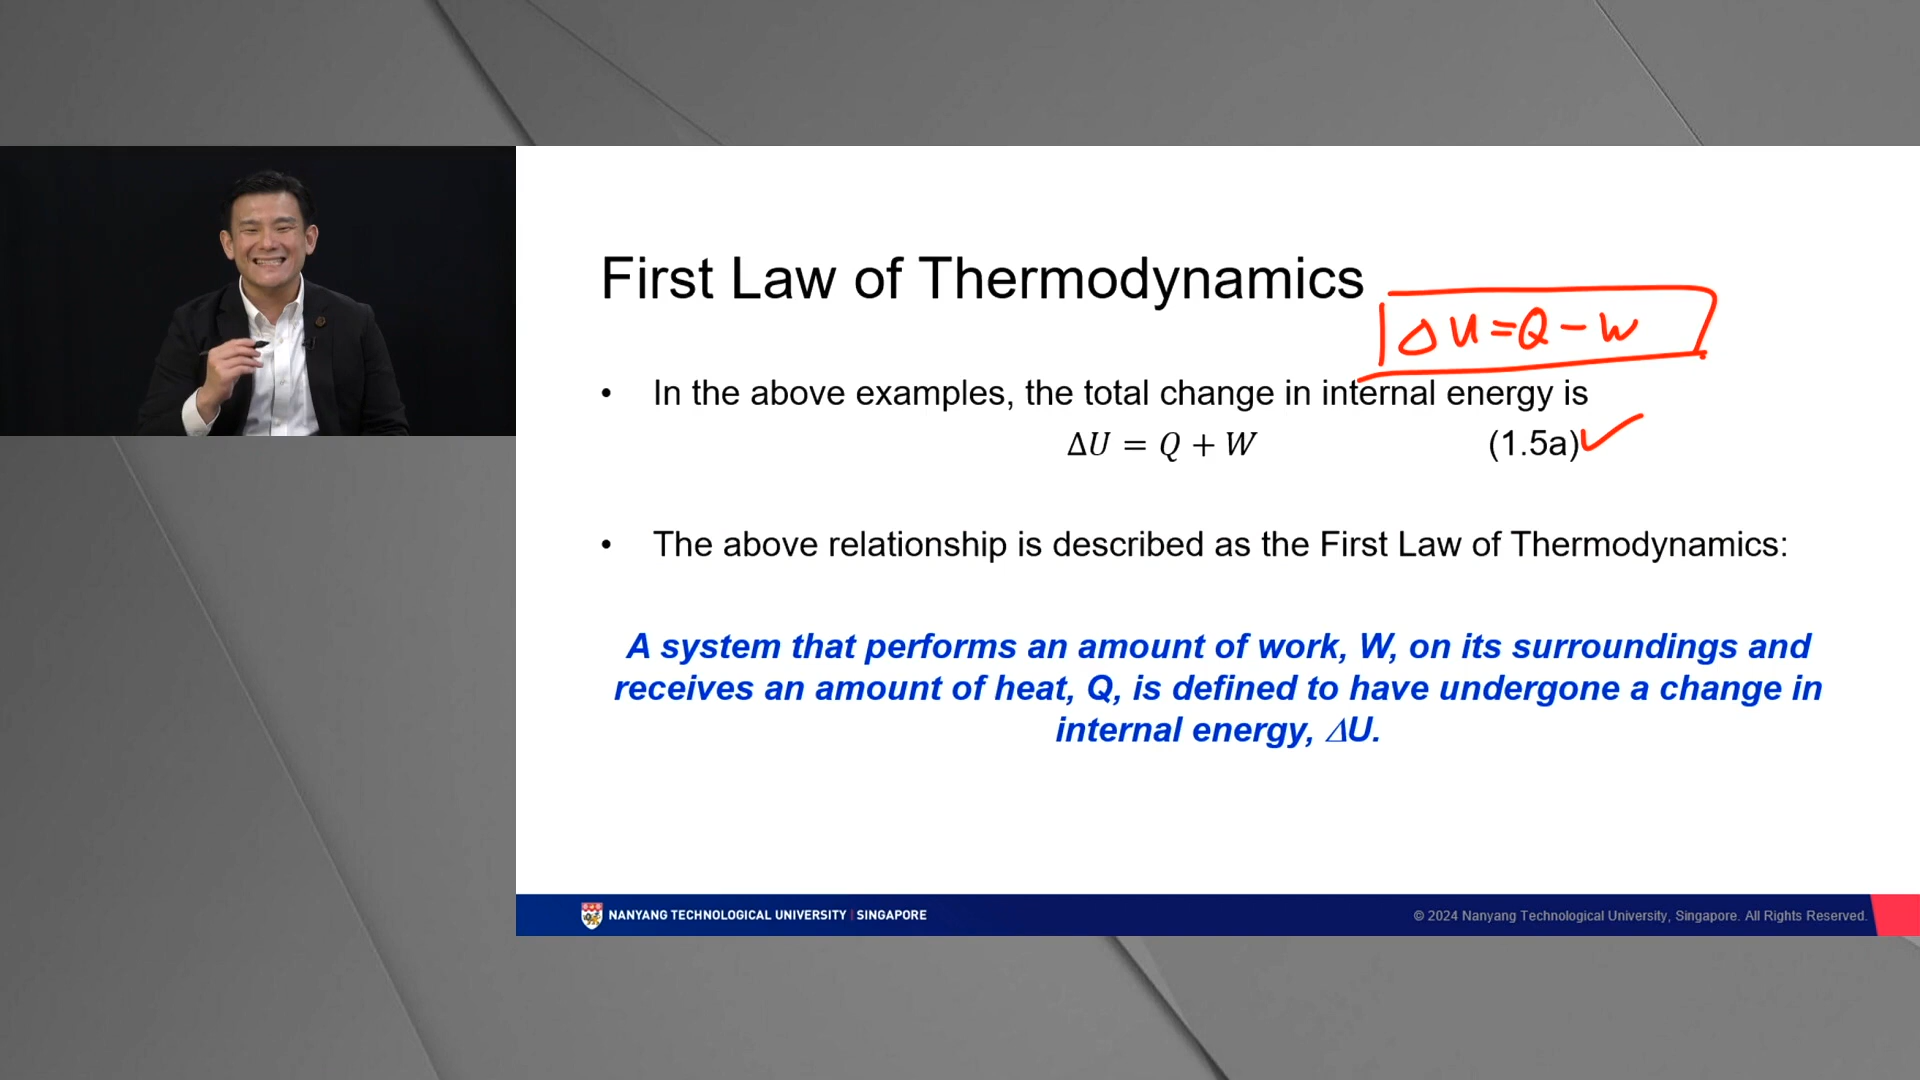 First Law of Thermodynamics
ΔU=Q-W
• In the above examples, the total change in internal energy is
ΔU = Q + W (1.5a)
• The above relationship is described as the First Law of Thermodynamics:
A system that performs an amount of work, W, on its surroundings and
receives an amount of heat, Q, is defined to have undergone a change in
internal energy, ΔU.
NANYANG TECHNOLOGICAL UNIVERSITY | SINGAPORE
© 2024 Nanyang Technological University, Singapore. All Rights Reserved.